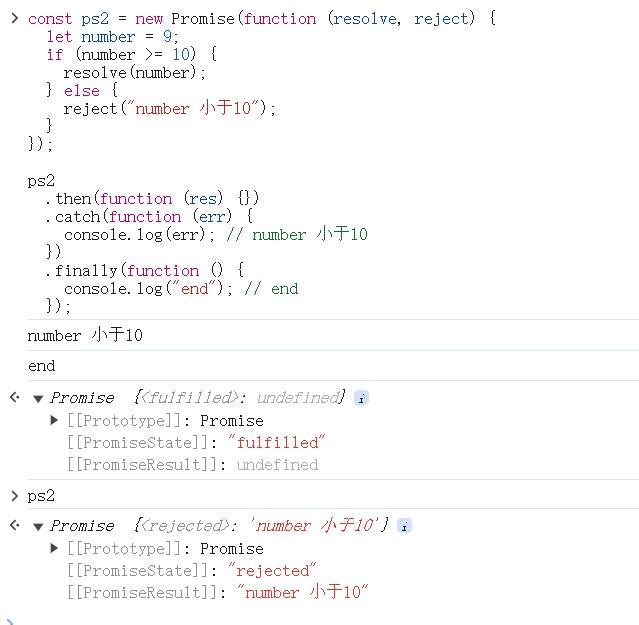 const ps2 = new Promise(function (resolve, reject) {
  let number = 9;
  if (number >= 10) {
    resolve(number);
  } else {
    reject("number 小于10");
  }
});

ps2
  .then(function (res) {})
  .catch(function (err) {
    console.log(err); // number 小于10
  })
  .finally(function () {
    console.log("end"); // end
  });
number 小于10
end
Promise {<fulfilled>: undefined} i
[[Prototype]]: Promise
[[PromiseState]]: "fulfilled"
[[PromiseResult]]: undefined
ps2
Promise {<rejected>: 'number 小于10'} i
[[Prototype]]: Promise
[[PromiseState]]: "rejected"
[[PromiseResult]]: "number 小于10"